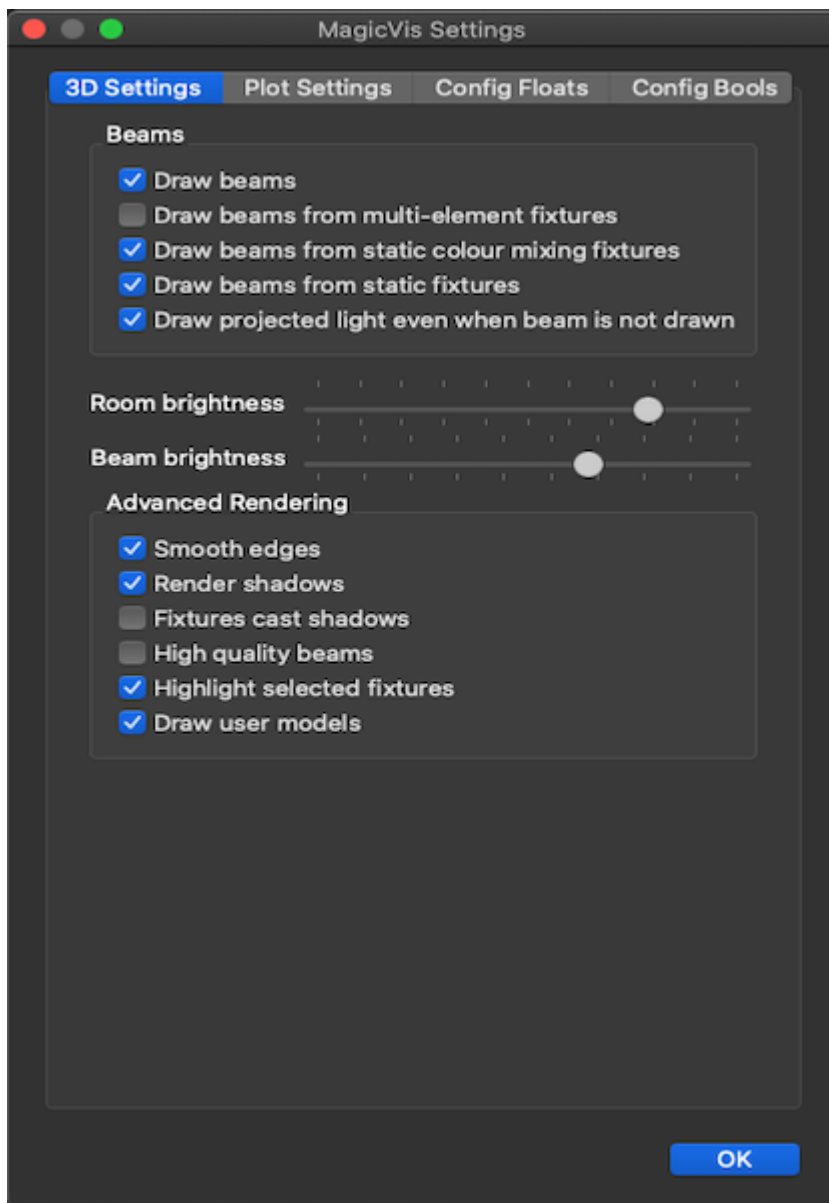 MagicVis Settings
3D Settings Plot Settings Config Floats Config Bools
Beams
Draw beams
Draw beams from multi-element fixtures
Draw beams from static colour mixing fixtures
Draw beams from static fixtures
Draw projected light even when beam is not drawn
Room brightness
Beam brightness
Advanced Rendering
Smooth edges
Render shadows
Fixtures cast shadows
High quality beams
Highlight selected fixtures
Draw user models
OK